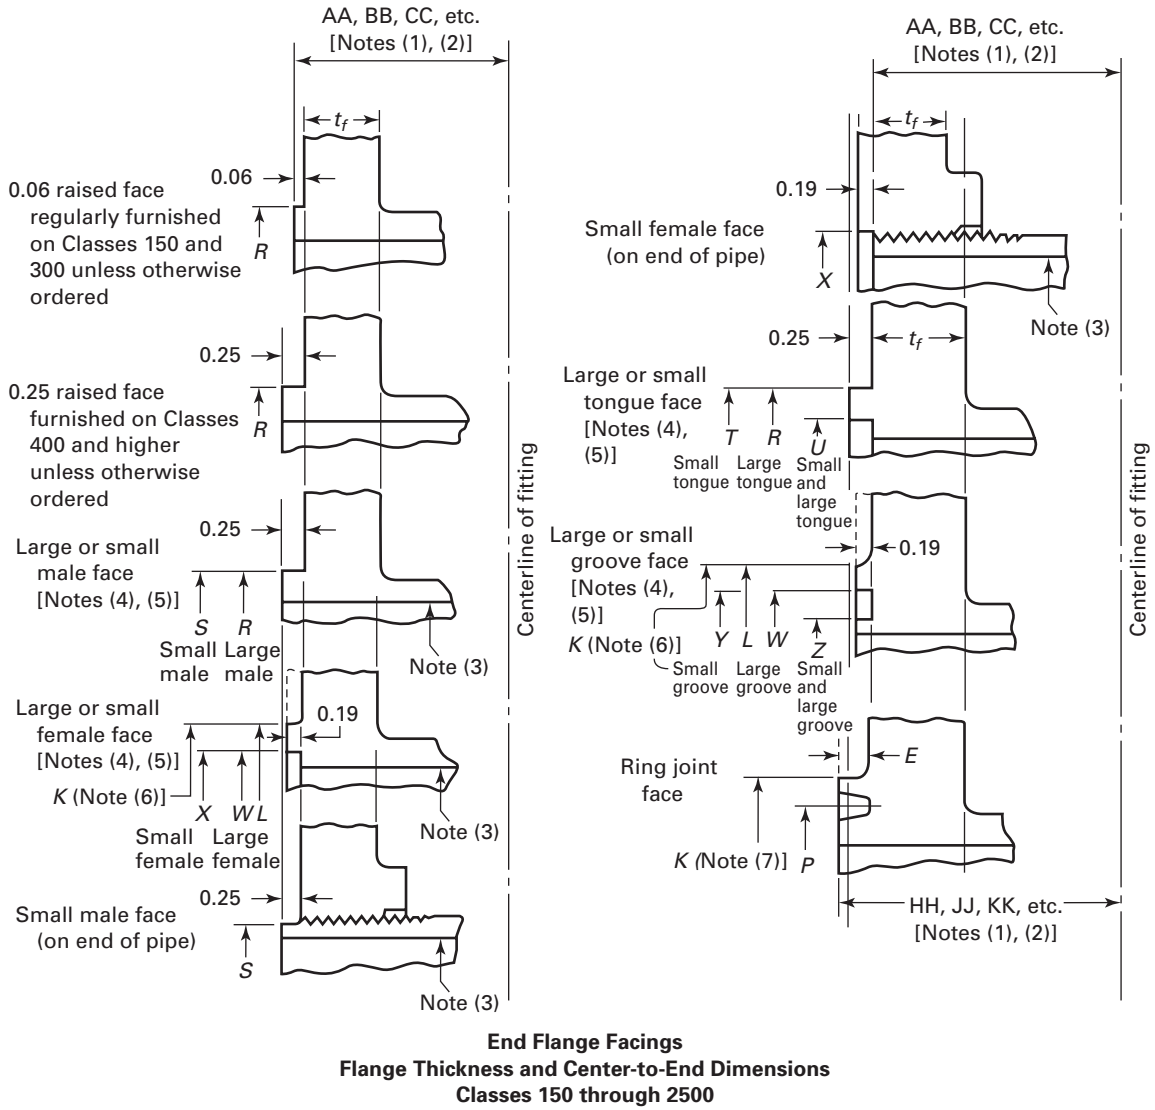 AA, BB, CC, etc.
[Notes (1), (2)]
tf
0.06
0.06 raised face
regularly furnished
on Classes 150 and
300 unless otherwise
ordered
R
0.25
0.25 raised face
furnished on Classes
400 and higher
unless otherwise
ordered
R
0.25
Large or small
male face
[Notes (4), (5)]
S R
Small Large
male male
Note (3)
Large or small
female face
[Notes (4), (5)]
0.19
K (Note (6)]
X W L
Small Large
female female
Note (3)
0.25
Small male face
(on end of pipe)
S
Note (3)
Centerline of fitting
AA, BB, CC, etc.
[Notes (1), (2)]
tf
0.19
Small female face
(on end of pipe)
X
Note (3)
0.25
tf
Large or small
tongue face
[Notes (4),
(5)]
T R U
Small Large Small
tongue tongue and
large
tongue
Large or small
groove face
[Notes (4),
(5)]
0.19
K (Note (6)]
Y L W Z
Small Large Small
groove groove and
large
groove
Ring joint
face
E
K (Note (7)]
P
HH, JJ, KK, etc.
[Notes (1), (2)]
Centerline of fitting
End Flange Facings
Flange Thickness and Center-to-End Dimensions
Classes 150 through 2500